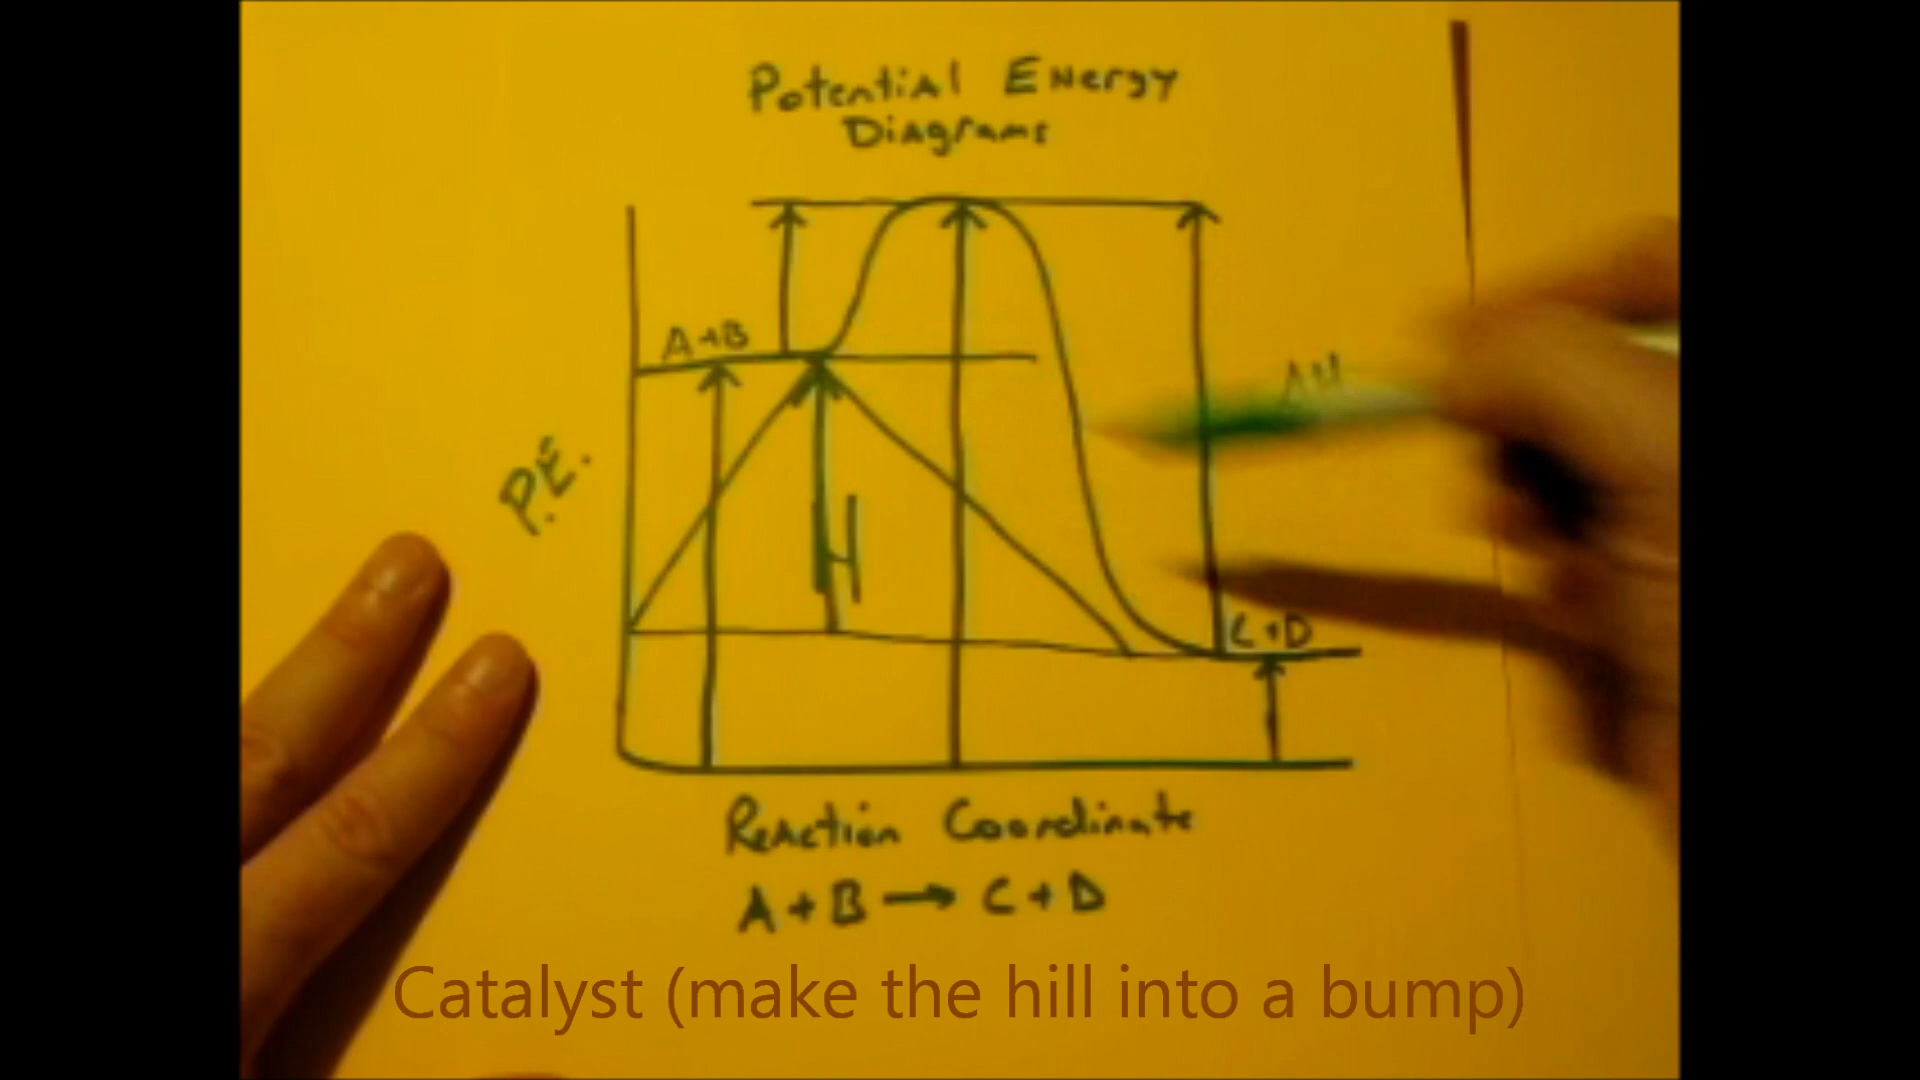 Potential Energy
Diagrams
A+B
P.E.
H
C+D
Reaction Coordinate
A+B → C+D
Catalyst (make the hill into a bump)